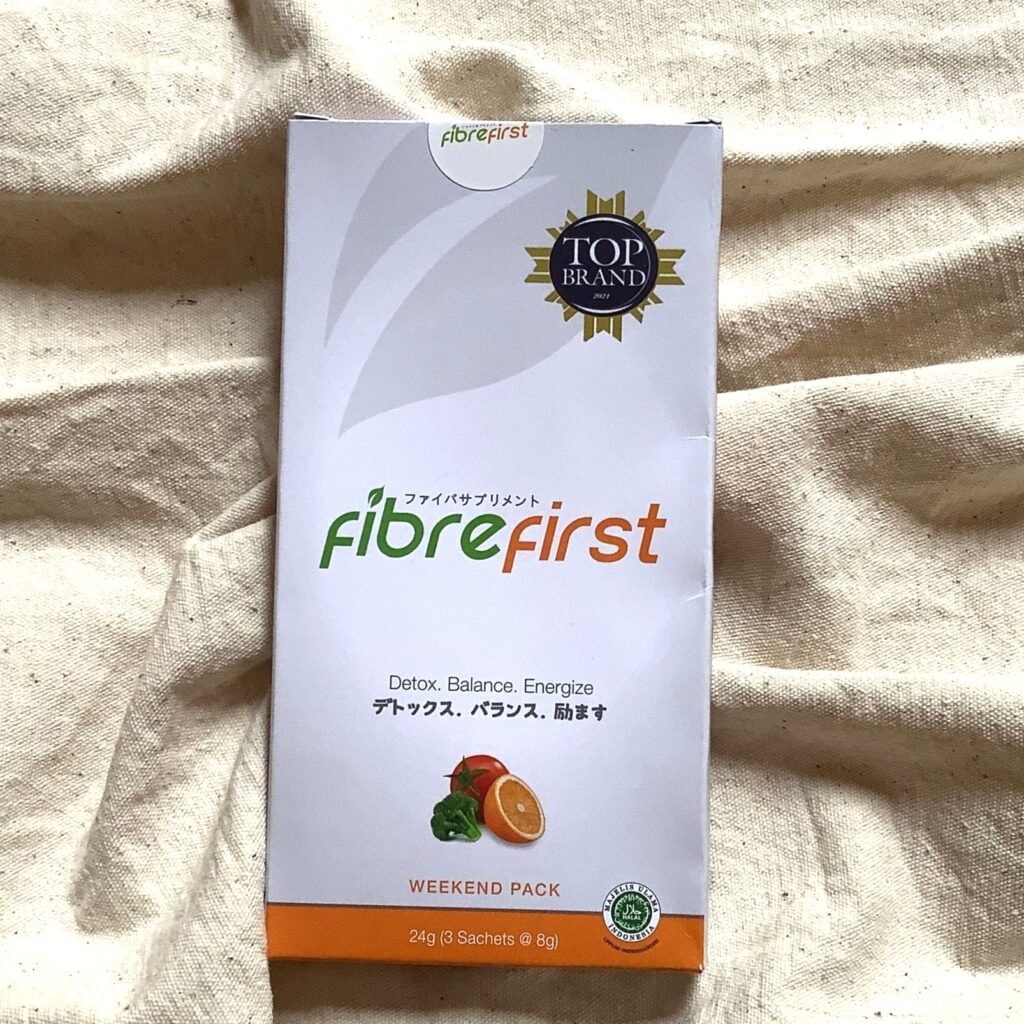 fibrefirst
TOP
BRAND
2021
ファイバサプリメント
fibrefirst
Detox. Balance. Energize
デトックス. バランス. 励ます
WEEKEND PACK
24g (3 Sachets @ 8g)
MAJELIS ULAMA
حلال
HALAL
INDONESIA